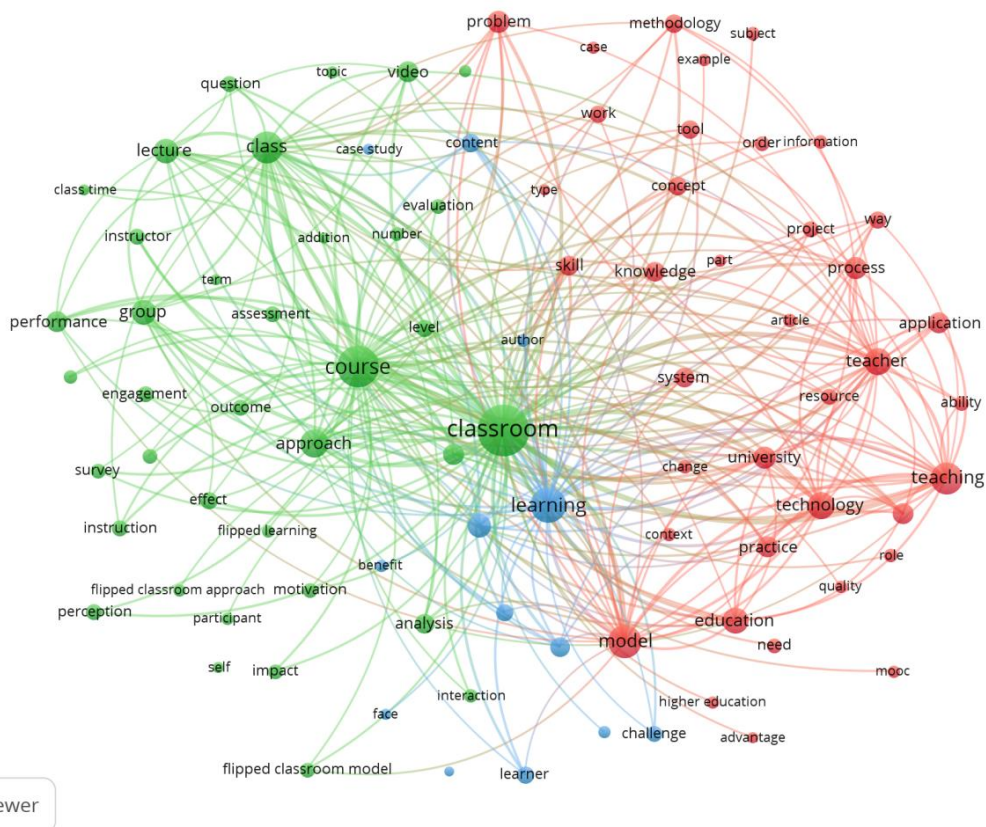 problem
methodology
subject
case
example
topic
video
question
work
tool
order
information
lecture
class
case study
content
concept
class time
type
evaluation
way
project
instructor
addition
number
part
skill
knowledge
process
term
performance
group
assessment
level
author
article
application
course
teacher
system
resource
ability
engagement
outcome
classroom
approach
university
change
survey
teaching
effect
learning
technology
instruction
flipped learning
context
practice
role
benefit
flipped classroom approach
motivation
quality
perception
participant
analysis
education
model
need
self
impact
mooc
interaction
higher education
face
challenge
advantage
flipped classroom model
learner
ewer